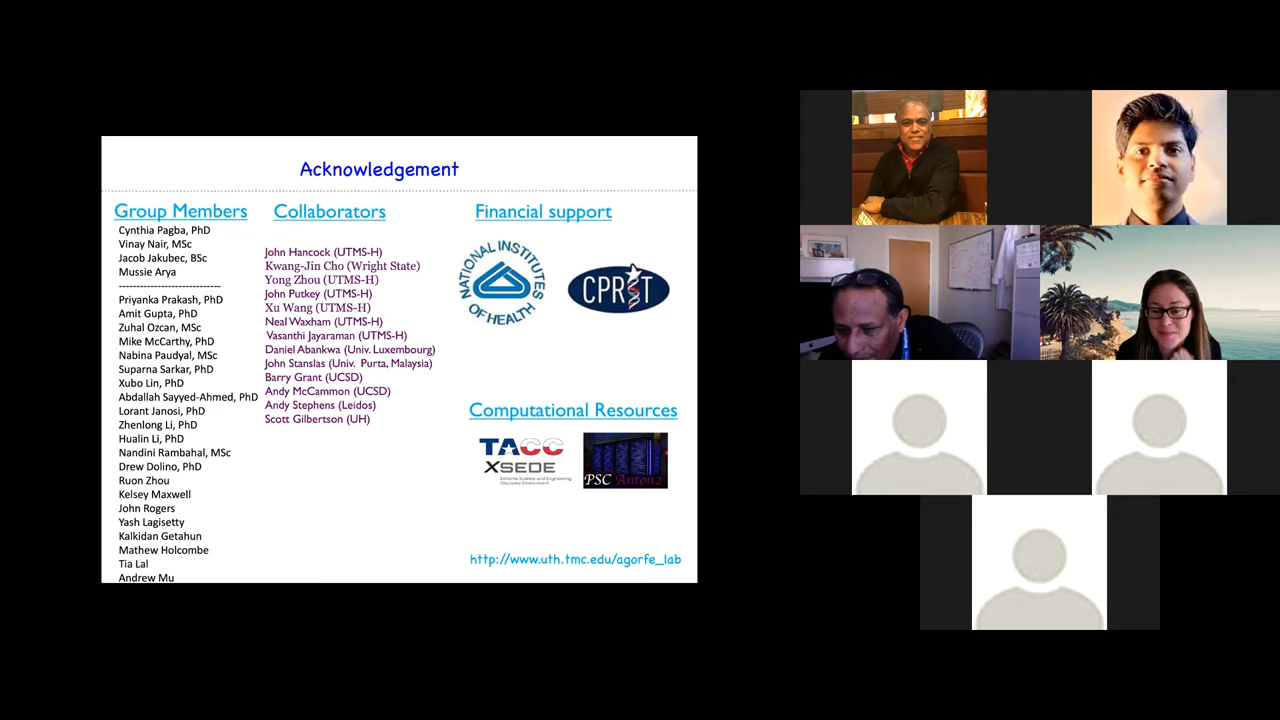 Acknowledgement
Group Members
Cynthia Pagba, PhD
Vinay Nair, MSc
Jacob Jakubec, BSc
Mussie Arya
-----------------------------
Priyanka Prakash, PhD
Amit Gupta, PhD
Zuhal Ozcan, MSc
Mike McCarthy, PhD
Nabina Paudyal, MSc
Suparna Sarkar, PhD
Xubo Lin, PhD
Abdallah Sayyed-Ahmed, PhD
Lorant Janosi, PhD
Zhenlong Li, PhD
Hualin Li, PhD
Nandini Rambahal, MSc
Drew Dolino, PhD
Ruon Zhou
Kelsey Maxwell
John Rogers
Yash Lagisetty
Kalkidan Getahun
Mathew Holcombe
Tia Lal
Andrew Mu
Collaborators
John Hancock (UTMS-H)
Kwang-Jin Cho (Wright State)
Yong Zhou (UTMS-H)
John Putkey (UTMS-H)
Xu Wang (UTMS-H)
Neal Waxham (UTMS-H)
Vasanthi Jayaraman (UTMS-H)
Daniel Abankwa (Univ. Luxembourg)
John Stanslas (Univ. Purta, Malaysia)
Barry Grant (UCSD)
Andy McCammon (UCSD)
Andy Stephens (Leidos)
Scott Gilbertson (UH)
Financial support
NATIONAL INSTITUTES
OF HEALTH
CPRIT
Computational Resources
TACC
XSEDE
Extreme Science and Engineering
Discovery Environment
PSC Anton2
http://www.uth.tmc.edu/agorfe_lab